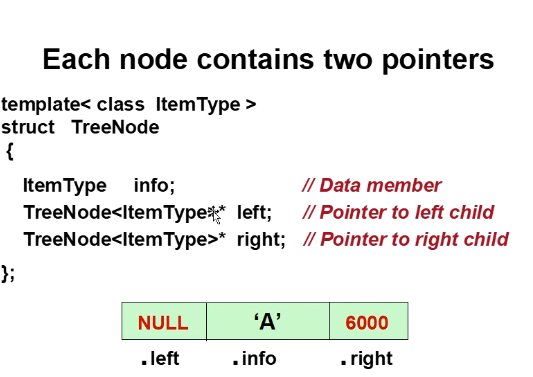 Each node contains two pointers
template< class ItemType >
struct TreeNode
{
ItemType info; // Data member
TreeNode<ItemType>* left; // Pointer to left child
TreeNode<ItemType>* right; // Pointer to right child
};
NULL ‘A’ 6000
.left .info .right